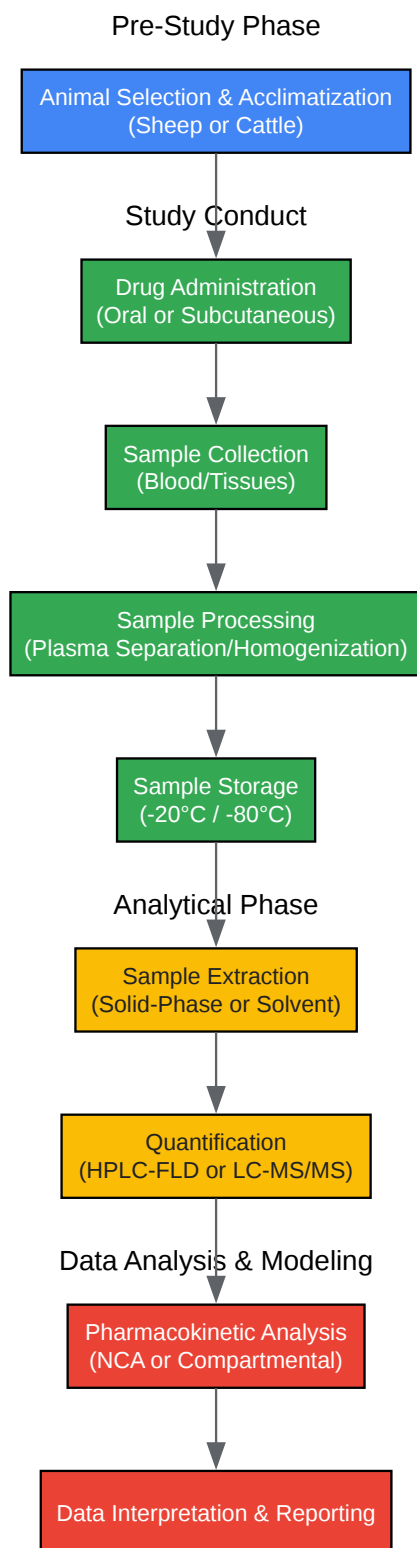 Pre-Study Phase
Animal Selection & Acclimatization
(Sheep or Cattle)
Study Conduct
Drug Administration
(Oral or Subcutaneous)
Sample Collection
(Blood/Tissues)
Sample Processing
(Plasma Separation/Homogenization)
Sample Storage
(-20°C / -80°C)
Analytical Phase
Sample Extraction
(Solid-Phase or Solvent)
Quantification
(HPLC-FLD or LC-MS/MS)
Data Analysis & Modeling
Pharmacokinetic Analysis
(NCA or Compartmental)
Data Interpretation & Reporting